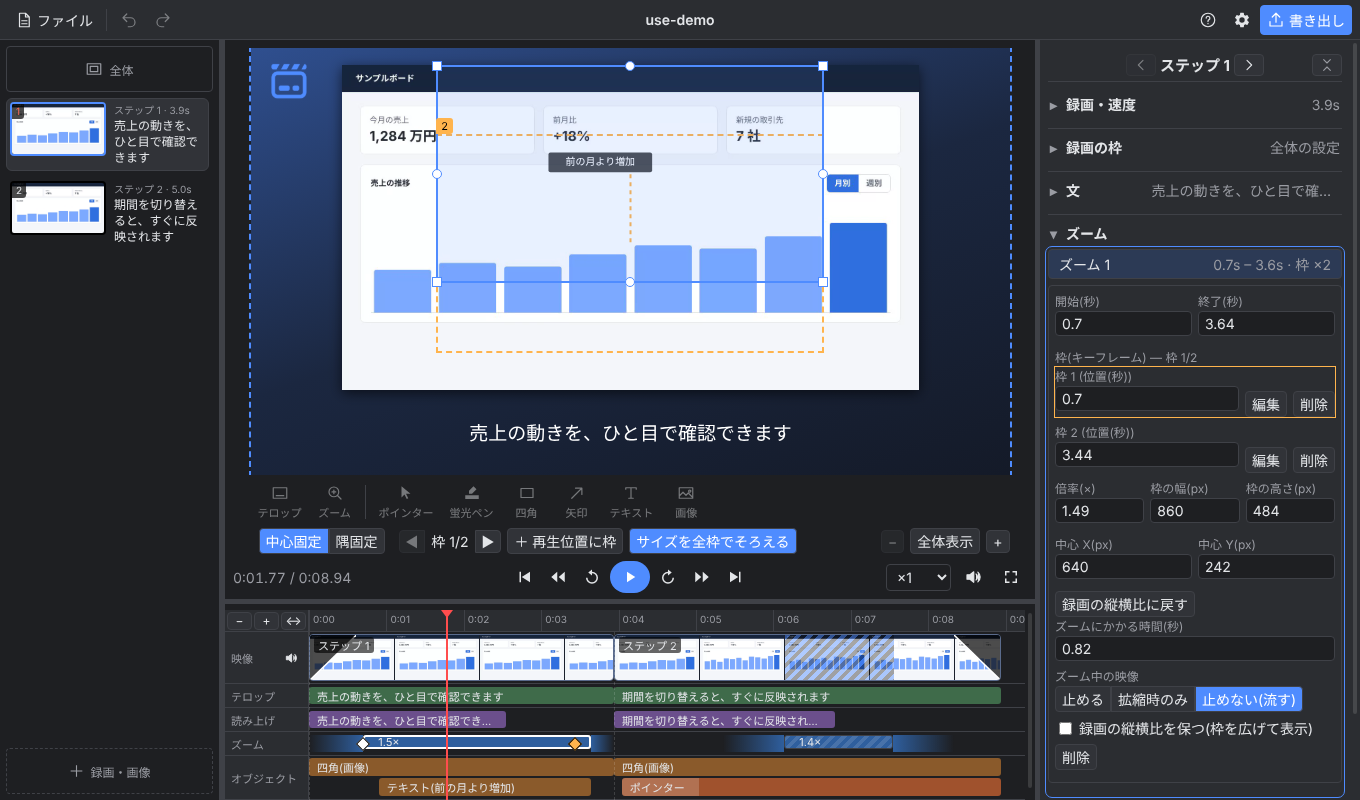 ファイル
use-demo
書き出し
全体
1
ステップ 1 · 3.9s
売上の動きを、
ひと目で確認で
きます
2
ステップ 2 · 5.0s
期間を切り替え
ると、すぐに反
映されます
＋ 録画・画像
サンプルボード
今月の売上
1,284 万円
2
前月比
+18%
新規の取引先
7 社
前の月より増加
売上の推移
月別 週別
売上の動きを、ひと目で確認できます
テロップ ズーム ポインター 蛍光ペン 四角 矢印 テキスト 画像
中心固定 隅固定 ◀ 枠 1/2 ▶ ＋ 再生位置に枠 サイズを全枠でそろえる − 全体表示 +
0:01.77 / 0:08.94
×1
− + 0:00 0:01 0:02 0:03 0:04 0:05 0:06 0:07 0:08 0:0
映像 ステップ 1 ステップ 2
テロップ 売上の動きを、ひと目で確認できます 期間を切り替えると、すぐに反映されます
読み上げ 売上の動きを、ひと目で確認でき... 期間を切り替えると、すぐに反映され...
ズーム 1.5× 1.4×
オブジェクト 四角(画像) 四角(画像)
テキスト(前の月より増加) ポインター
ステップ 1
▶ 録画・速度 3.9s
▶ 録画の枠 全体の設定
▶ 文 売上の動きを、ひと目で確...
▼ ズーム
ズーム 1 0.7s – 3.6s · 枠 ×2
開始(秒) 終了(秒)
0.7 3.64
枠(キーフレーム) — 枠 1/2
枠 1 (位置(秒))
0.7 編集 削除
枠 2 (位置(秒))
3.44 編集 削除
倍率(×) 枠の幅(px) 枠の高さ(px)
1.49 860 484
中心 X(px) 中心 Y(px)
640 242
録画の縦横比に戻す
ズームにかかる時間(秒)
0.82
ズーム中の映像
止める 拡縮時のみ 止めない(流す)
録画の縦横比を保つ(枠を広げて表示)
削除